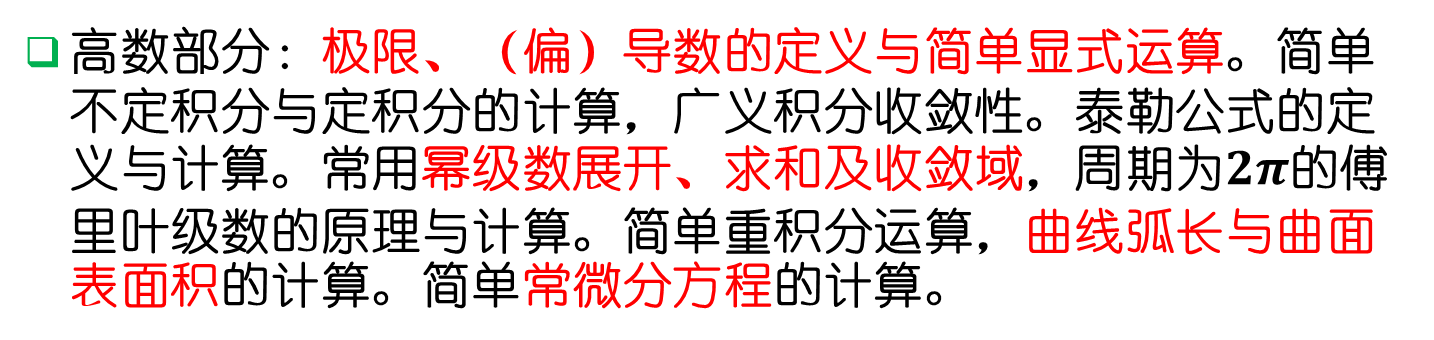 高数部分：极限、（偏）导数的定义与简单显式运算。简单
不定积分与定积分的计算，广义积分收敛性。泰勒公式的定
义与计算。常用幂级数展开、求和及收敛域，周期为2π的傅
里叶级数的原理与计算。简单重积分运算，曲线弧长与曲面
表面积的计算。简单常微分方程的计算。